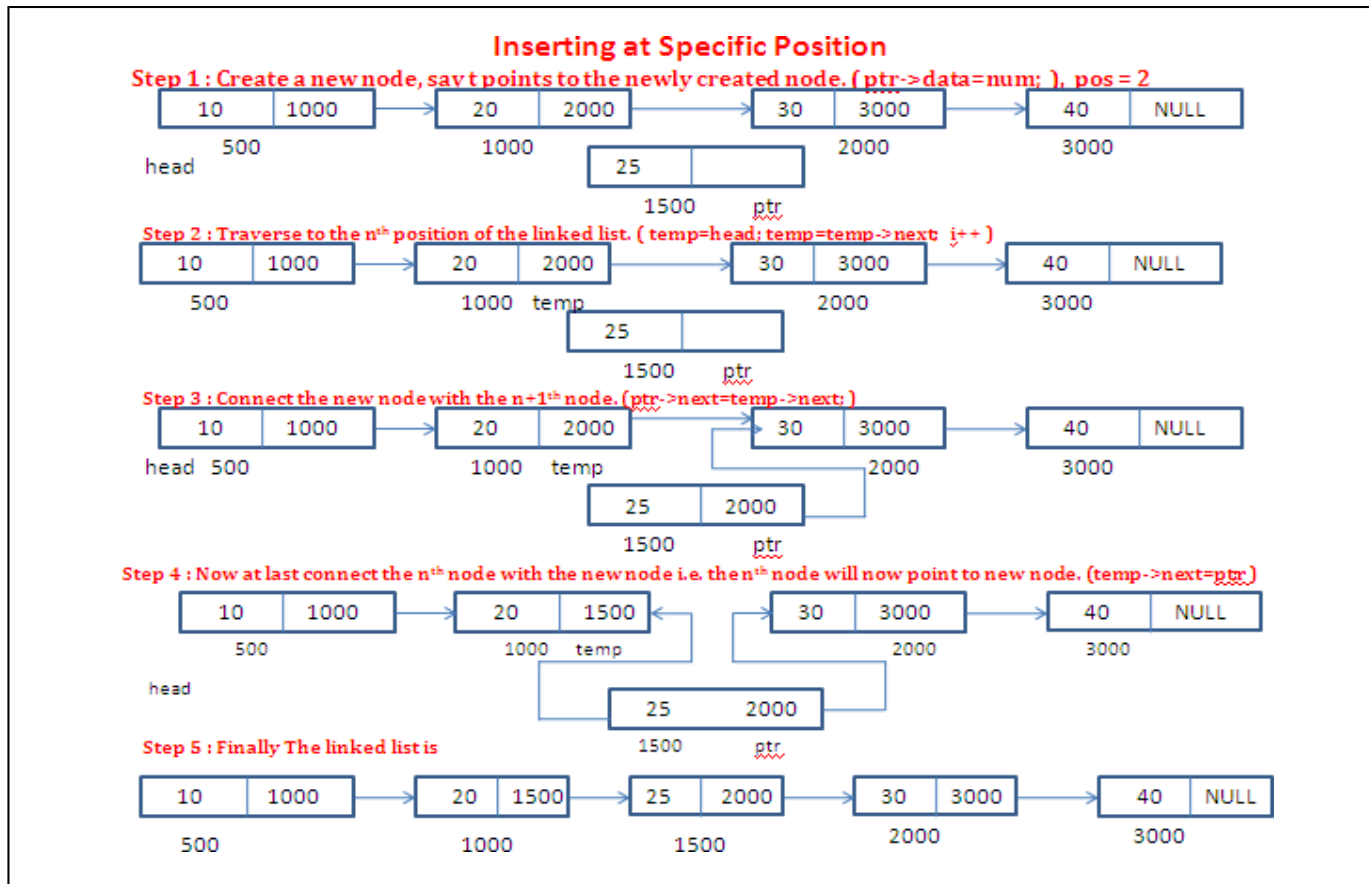 Inserting at Specific Position
Step 1 : Create a new node, say t points to the newly created node. ( ptr->data=num; ), pos = 2
10 1000 20 2000 30 3000 40 NULL
500 1000 2000 3000
head 25
1500 ptr
Step 2 : Traverse to the nth position of the linked list. ( temp=head; temp=temp->next; i++ )
10 1000 20 2000 30 3000 40 NULL
500 1000 temp 2000 3000
25
1500 ptr
Step 3 : Connect the new node with the n+1th node. (ptr->next=temp->next; )
10 1000 20 2000 30 3000 40 NULL
head 500 1000 temp 2000 3000
25 2000
1500 ptr
Step 4 : Now at last connect the nth node with the new node i.e. the nth node will now point to new node. (temp->next=ptr )
10 1000 20 1500 30 3000 40 NULL
500 1000 temp 2000 3000
head
25 2000
1500 ptr
Step 5 : Finally The linked list is
10 1000 20 1500 25 2000 30 3000 40 NULL
500 1000 1500 2000 3000